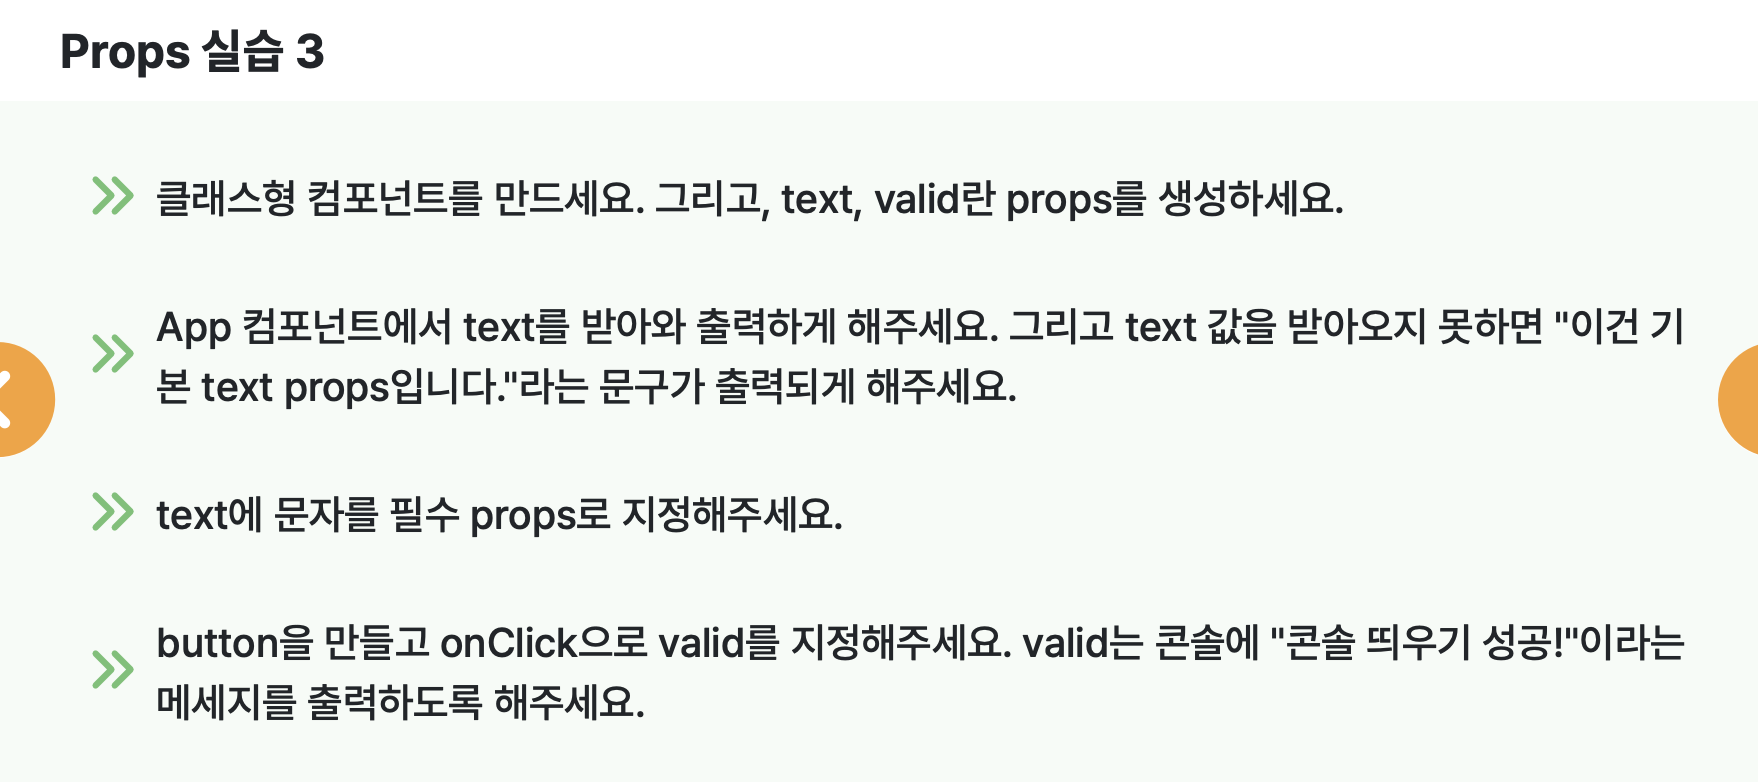 Props 실습 3
클래스형 컴포넌트를 만드세요. 그리고, text, valid란 props를 생성하세요.
App 컴포넌트에서 text를 받아와 출력하게 해주세요. 그리고 text 값을 받아오지 못하면 "이건 기
본 text props입니다."라는 문구가 출력되게 해주세요.
text에 문자를 필수 props로 지정해주세요.
button을 만들고 onClick으로 valid를 지정해주세요. valid는 콘솔에 "콘솔 띄우기 성공!"이라는
메세지를 출력하도록 해주세요.